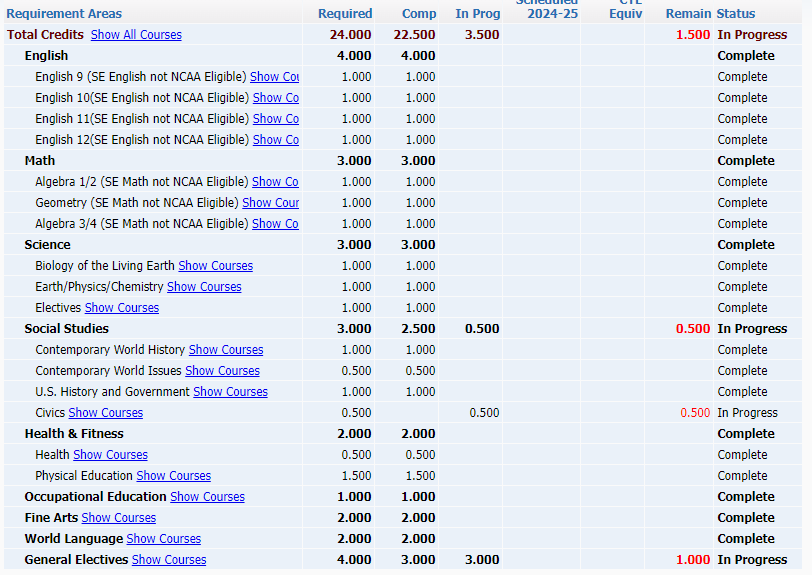 Requirement Areas Required Comp In Prog Scheduled 2024-25 CTE Equiv Remain Status
Total Credits Show All Courses 24.000 22.500 3.500 1.500 In Progress
English 4.000 4.000 Complete
English 9 (SE English not NCAA Eligible) Show Cou 1.000 1.000 Complete
English 10(SE English not NCAA Eligible) Show Co 1.000 1.000 Complete
English 11(SE English not NCAA Eligible) Show Co 1.000 1.000 Complete
English 12(SE English not NCAA Eligible) Show Co 1.000 1.000 Complete
Math 3.000 3.000 Complete
Algebra 1/2 (SE Math not NCAA Eligible) Show Co 1.000 1.000 Complete
Geometry (SE Math not NCAA Eligible) Show Cour 1.000 1.000 Complete
Algebra 3/4 (SE Math not NCAA Eligible) Show Co 1.000 1.000 Complete
Science 3.000 3.000 Complete
Biology of the Living Earth Show Courses 1.000 1.000 Complete
Earth/Physics/Chemistry Show Courses 1.000 1.000 Complete
Electives Show Courses 1.000 1.000 Complete
Social Studies 3.000 2.500 0.500 0.500 In Progress
Contemporary World History Show Courses 1.000 1.000 Complete
Contemporary World Issues Show Courses 0.500 0.500 Complete
U.S. History and Government Show Courses 1.000 1.000 Complete
Civics Show Courses 0.500 0.500 0.500 In Progress
Health & Fitness 2.000 2.000 Complete
Health Show Courses 0.500 0.500 Complete
Physical Education Show Courses 1.500 1.500 Complete
Occupational Education Show Courses 1.000 1.000 Complete
Fine Arts Show Courses 2.000 2.000 Complete
World Language Show Courses 2.000 2.000 Complete
General Electives Show Courses 4.000 3.000 3.000 1.000 In Progress